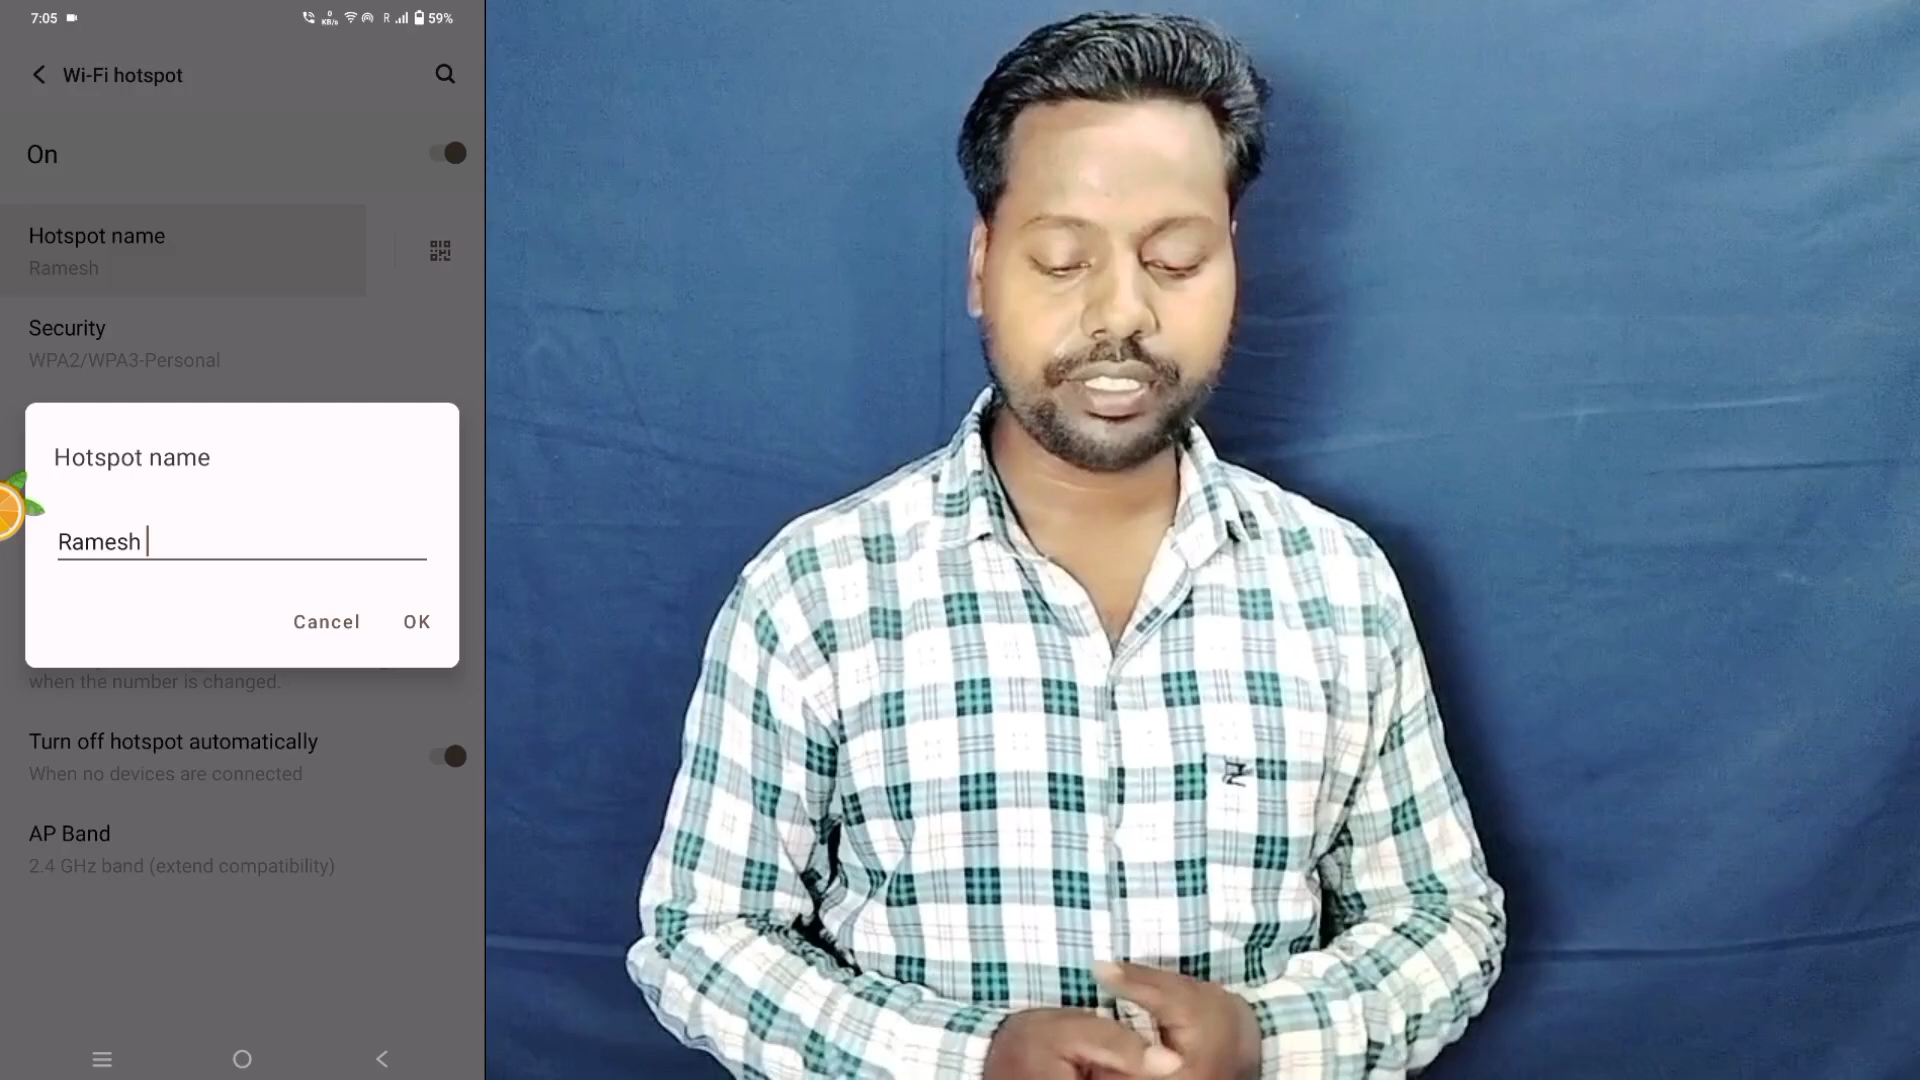 7:05
0
KB/s
R
59%
Wi-Fi hotspot
On
Hotspot name
Ramesh
Security
WPA2/WPA3-Personal
Hotspot name
Ramesh
Cancel OK
when the number is changed.
Turn off hotspot automatically
When no devices are connected
AP Band
2.4 GHz band (extend compatibility)